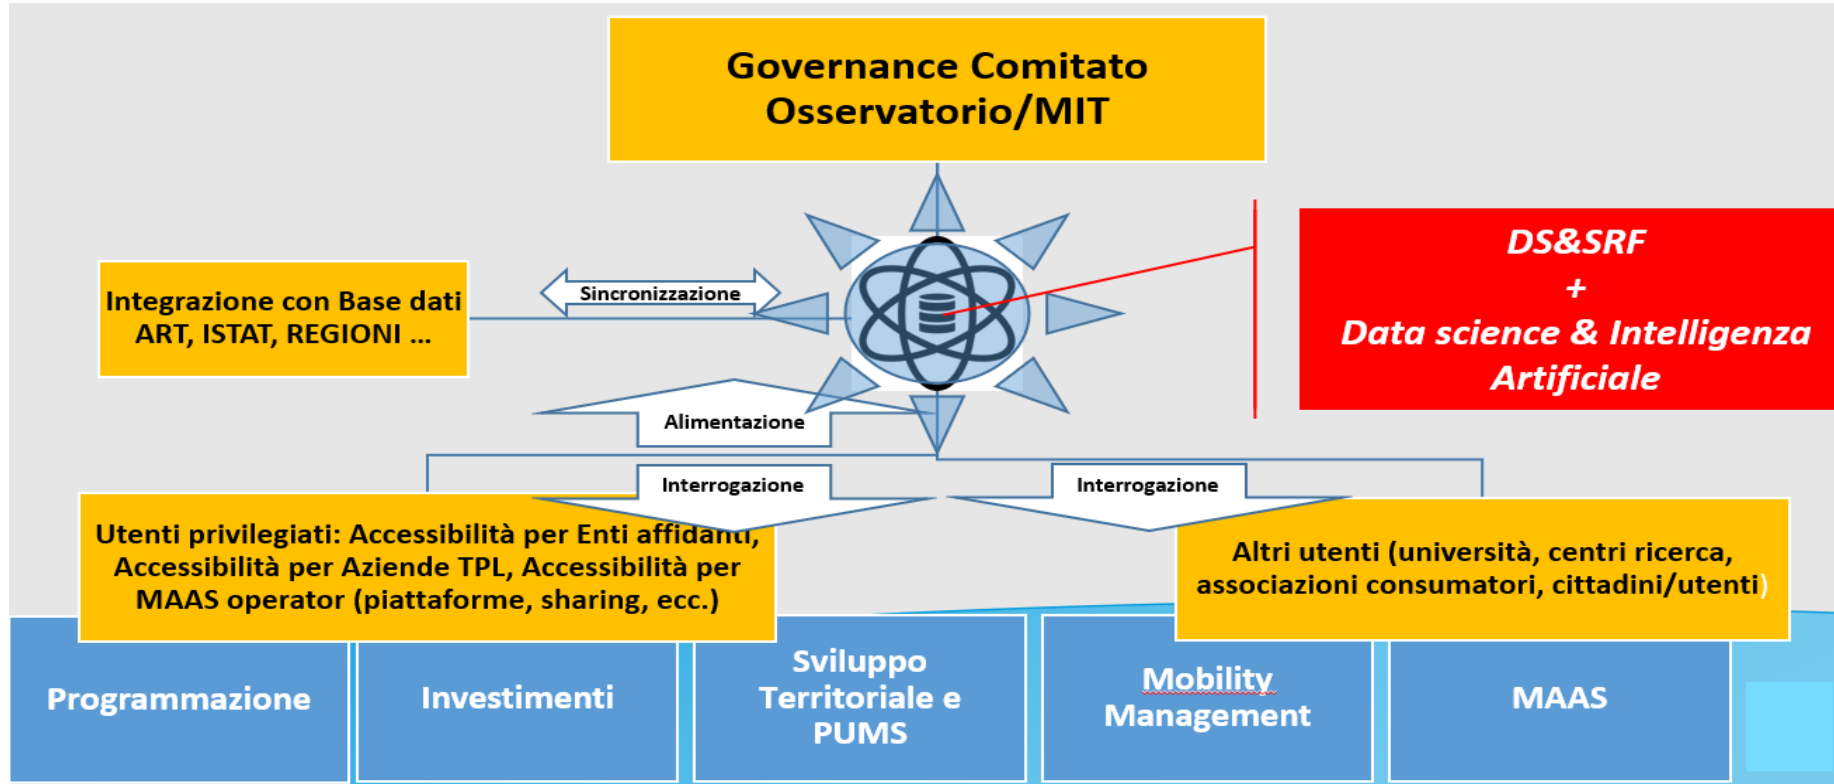 Governance Comitato
Osservatorio/MIT
DS&SRF
+
Data science & Intelligenza
Artificiale
Integrazione con Base dati
ART, ISTAT, REGIONI ...
Sincronizzazione
Alimentazione
Interrogazione
Interrogazione
Utenti privilegiati: Accessibilità per Enti affidanti,
Accessibilità per Aziende TPL, Accessibilità per
MAAS operator (piattaforme, sharing, ecc.)
Altri utenti (università, centri ricerca,
associazioni consumatori, cittadini/utenti)
Programmazione
Investimenti
Sviluppo
Territoriale e
PUMS
Mobility
Management
MAAS